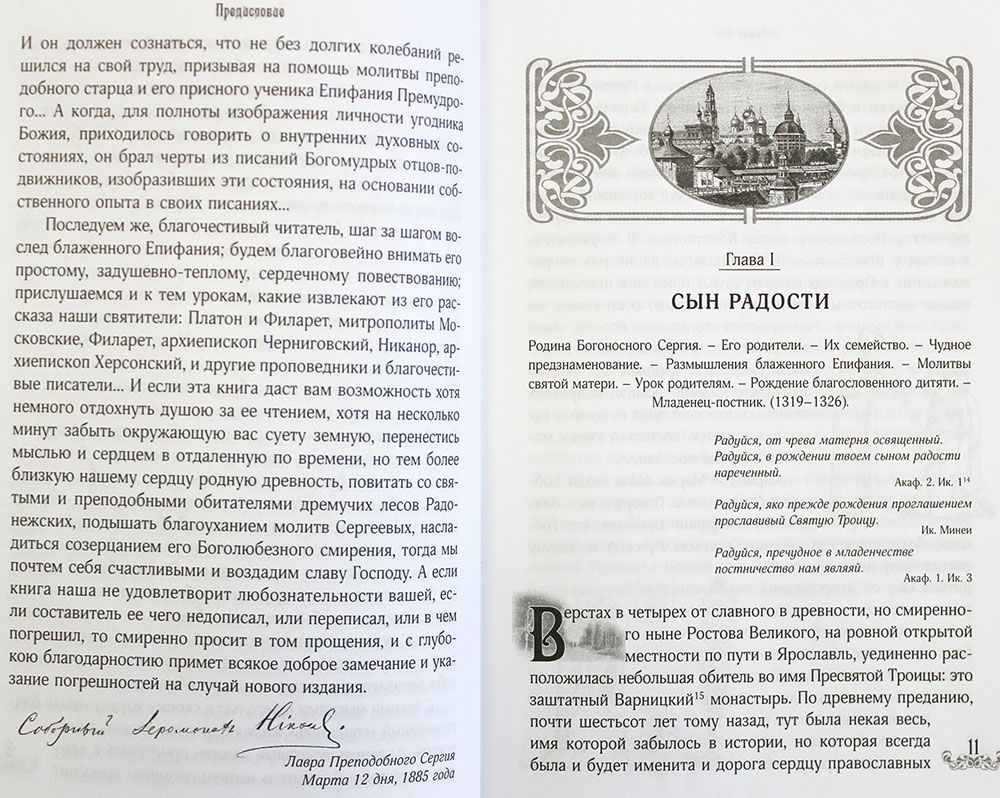 Предисловие
И он должен сознаться, что не без долгих колебаний ре-
шился на свой труд, призывая на помощь молитвы препо-
добного старца и его присного ученика Епифания Премудро-
го... А когда, для полноты изображения личности угодника
Божия, приходилось говорить о внутренних духовных со-
стояниях, он брал черты из писаний Богомудрых отцов-по-
движников, изобразивших эти состояния, на основании соб-
ственного опыта в своих писаниях...
Последуем же, благочестивый читатель, шаг за шагом во-
след блаженного Епифания; будем благоговейно внимать его
простому, задушевно-теплому, сердечному повествованию;
прислушаемся и к тем урокам, какие извлекают из его рас-
сказа наши святители: Платон и Филарет, митрополиты Мо-
сковские, Филарет, архиепископ Черниговский, Никанор, ар-
хиепископ Херсонский, и другие проповедники и благочести-
вые писатели... И если эта книга даст вам возможность хотя
немного отдохнуть душою за ее чтением, хотя на несколько
минут забыть окружающую вас суету земную, перенестись
мыслью и сердцем в отдаленную по времени, но тем более
близкую нашему сердцу родную древность, повитать со свя-
тыми и преподобными обитателями дремучих лесов Радо-
нежских, подышать благоуханием молитв Сергеевых, насла-
диться созерцанием его Боголюбезного смирения, тогда мы
почтем себя счастливыми и воздадим славу Господу. А если
книга наша не удовлетворит любознательности вашей, ес-
ли составитель ее чего недописал, или переписал, или в чем
погрешил, то смиренно просит в том прощения, и с глубо-
кою благодарностию примет всякое доброе замечание и ука-
зание погрешностей на случай нового издания.
Соборный Іеромонахъ Никонъ
Лавра Преподобного Сергия
Марта 12 дня, 1885 года
Глава I
СЫН РАДОСТИ
Родина Богоносного Сергия. – Его родители. – Их семейство. – Чудное
предзнаменование. – Размышления блаженного Епифания. – Молитвы
святой матери. – Урок родителям. – Рождение благословенного дитяти. –
Младенец-постник. (1319–1326).
Радуйся, от чрева матерня освященный.
Радуйся, в рождении твоем сыном радости
нареченный.
Акаф. 2. Ик. 1¹⁴
Радуйся, яко прежде рождения проглашением
прославивый Святую Троицу.
Ик. Минеи
Радуйся, пречудное в младенчестве
постничество нам являяй.
Акаф. 1. Ик. 3
Верстах в четырех от славного в древности, но смиренно-
го ныне Ростова Великого, на ровной открытой
местности по пути в Ярославль, уединенно рас-
положилась небольшая обитель во имя Пресвятой Троицы: это
заштатный Варницкий¹⁵ монастырь. По древнему преданию,
почти шестьсот лет тому назад, тут была некая весь,
имя которой забылось в истории, но которая всегда
была и будет именита и дорога сердцу православных
11